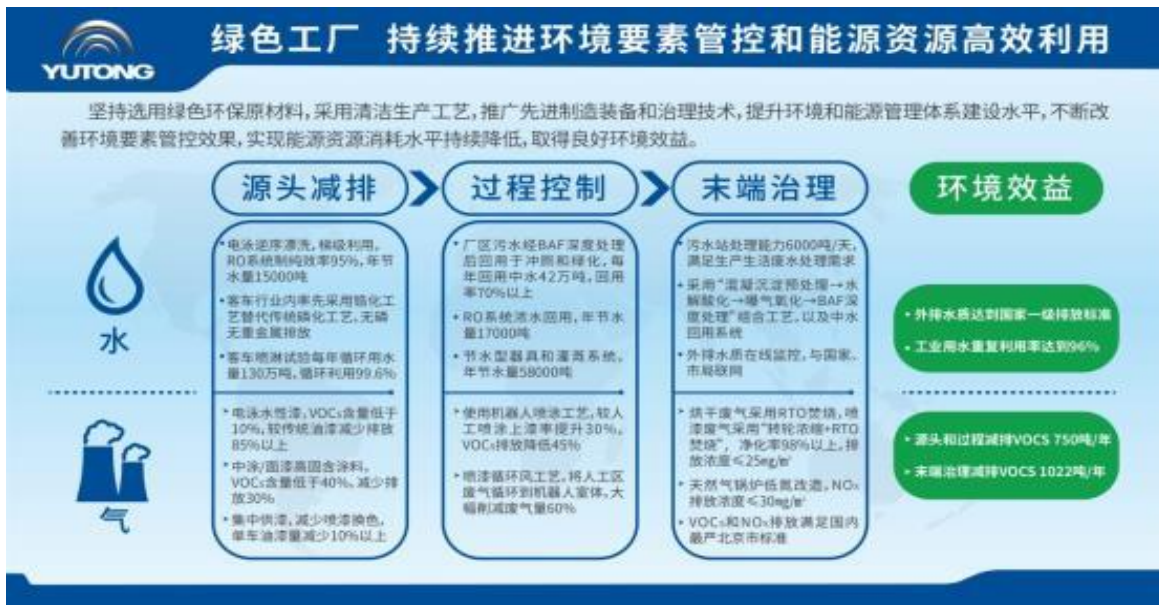 YUTONG
绿色工厂 持续推进环境要素管控和能源资源高效利用
坚持选用绿色环保原材料,采用清洁生产工艺,推广先进制造装备和治理技术,提升环境和能源管理体系建设水平,不断改
善环境要素管控效果,实现能源资源消耗水平持续降低,取得良好环境效益。
源头减排
过程控制
末端治理
环境效益
水
• 电泳逆序漂洗,梯级利用,
RO系统制纯效率95%,年节
水量15000吨
• 客车行业内率先采用锆化工
艺替代传统磷化工艺,无磷
无重金属排放
• 客车喷淋试验每年循环用水
量130万吨,循环利用99.6%
• 厂区污水经BAF深度处理
后回用于冲厕和绿化,每
年回用中水42万吨,回用
率70%以上
• RO系统浓水回用,年节水
量17000吨
• 节水型器具和灌溉系统,
年节水量58000吨
• 污水站处理能力6000吨/天,
满足生产生活废水处理需求
• 采用“混凝沉淀预处理→水
解酸化→曝气氧化→BAF深
度处理”组合工艺,以及中水
回用系统
• 外排水质在线监控,与国家、
市局联网
• 外排水质达到国家一级排放标准
• 工业用水重复利用率达到96%
气
• 电泳水性漆,VOCs含量低于
10%,较传统油漆减少排放
85%以上
• 中涂/面漆高固含涂料,
VOCs含量低于40%,减少排
放30%
• 集中供漆,减少喷漆换色,
单车油漆量减少10%以上
• 使用机器人喷涂工艺,较人
工喷涂上漆率提升30%,
VOCs排放降低45%
• 喷漆循环风工艺,将人工区
废气循环到机器人室体,大
幅削减废气量60%
• 烘干废气采用RTO焚烧,喷
漆废气采用“转轮浓缩+RTO
焚烧”,净化率98%以上,排
放浓度≤25mg/m³
• 天然气锅炉低氮改造,NOx
排放浓度≤30mg/m³
• VOCs和NOx排放满足国内
最严北京市标准
• 源头和过程减排VOCS 750吨/年
• 末端治理减排VOCS 1022吨/年